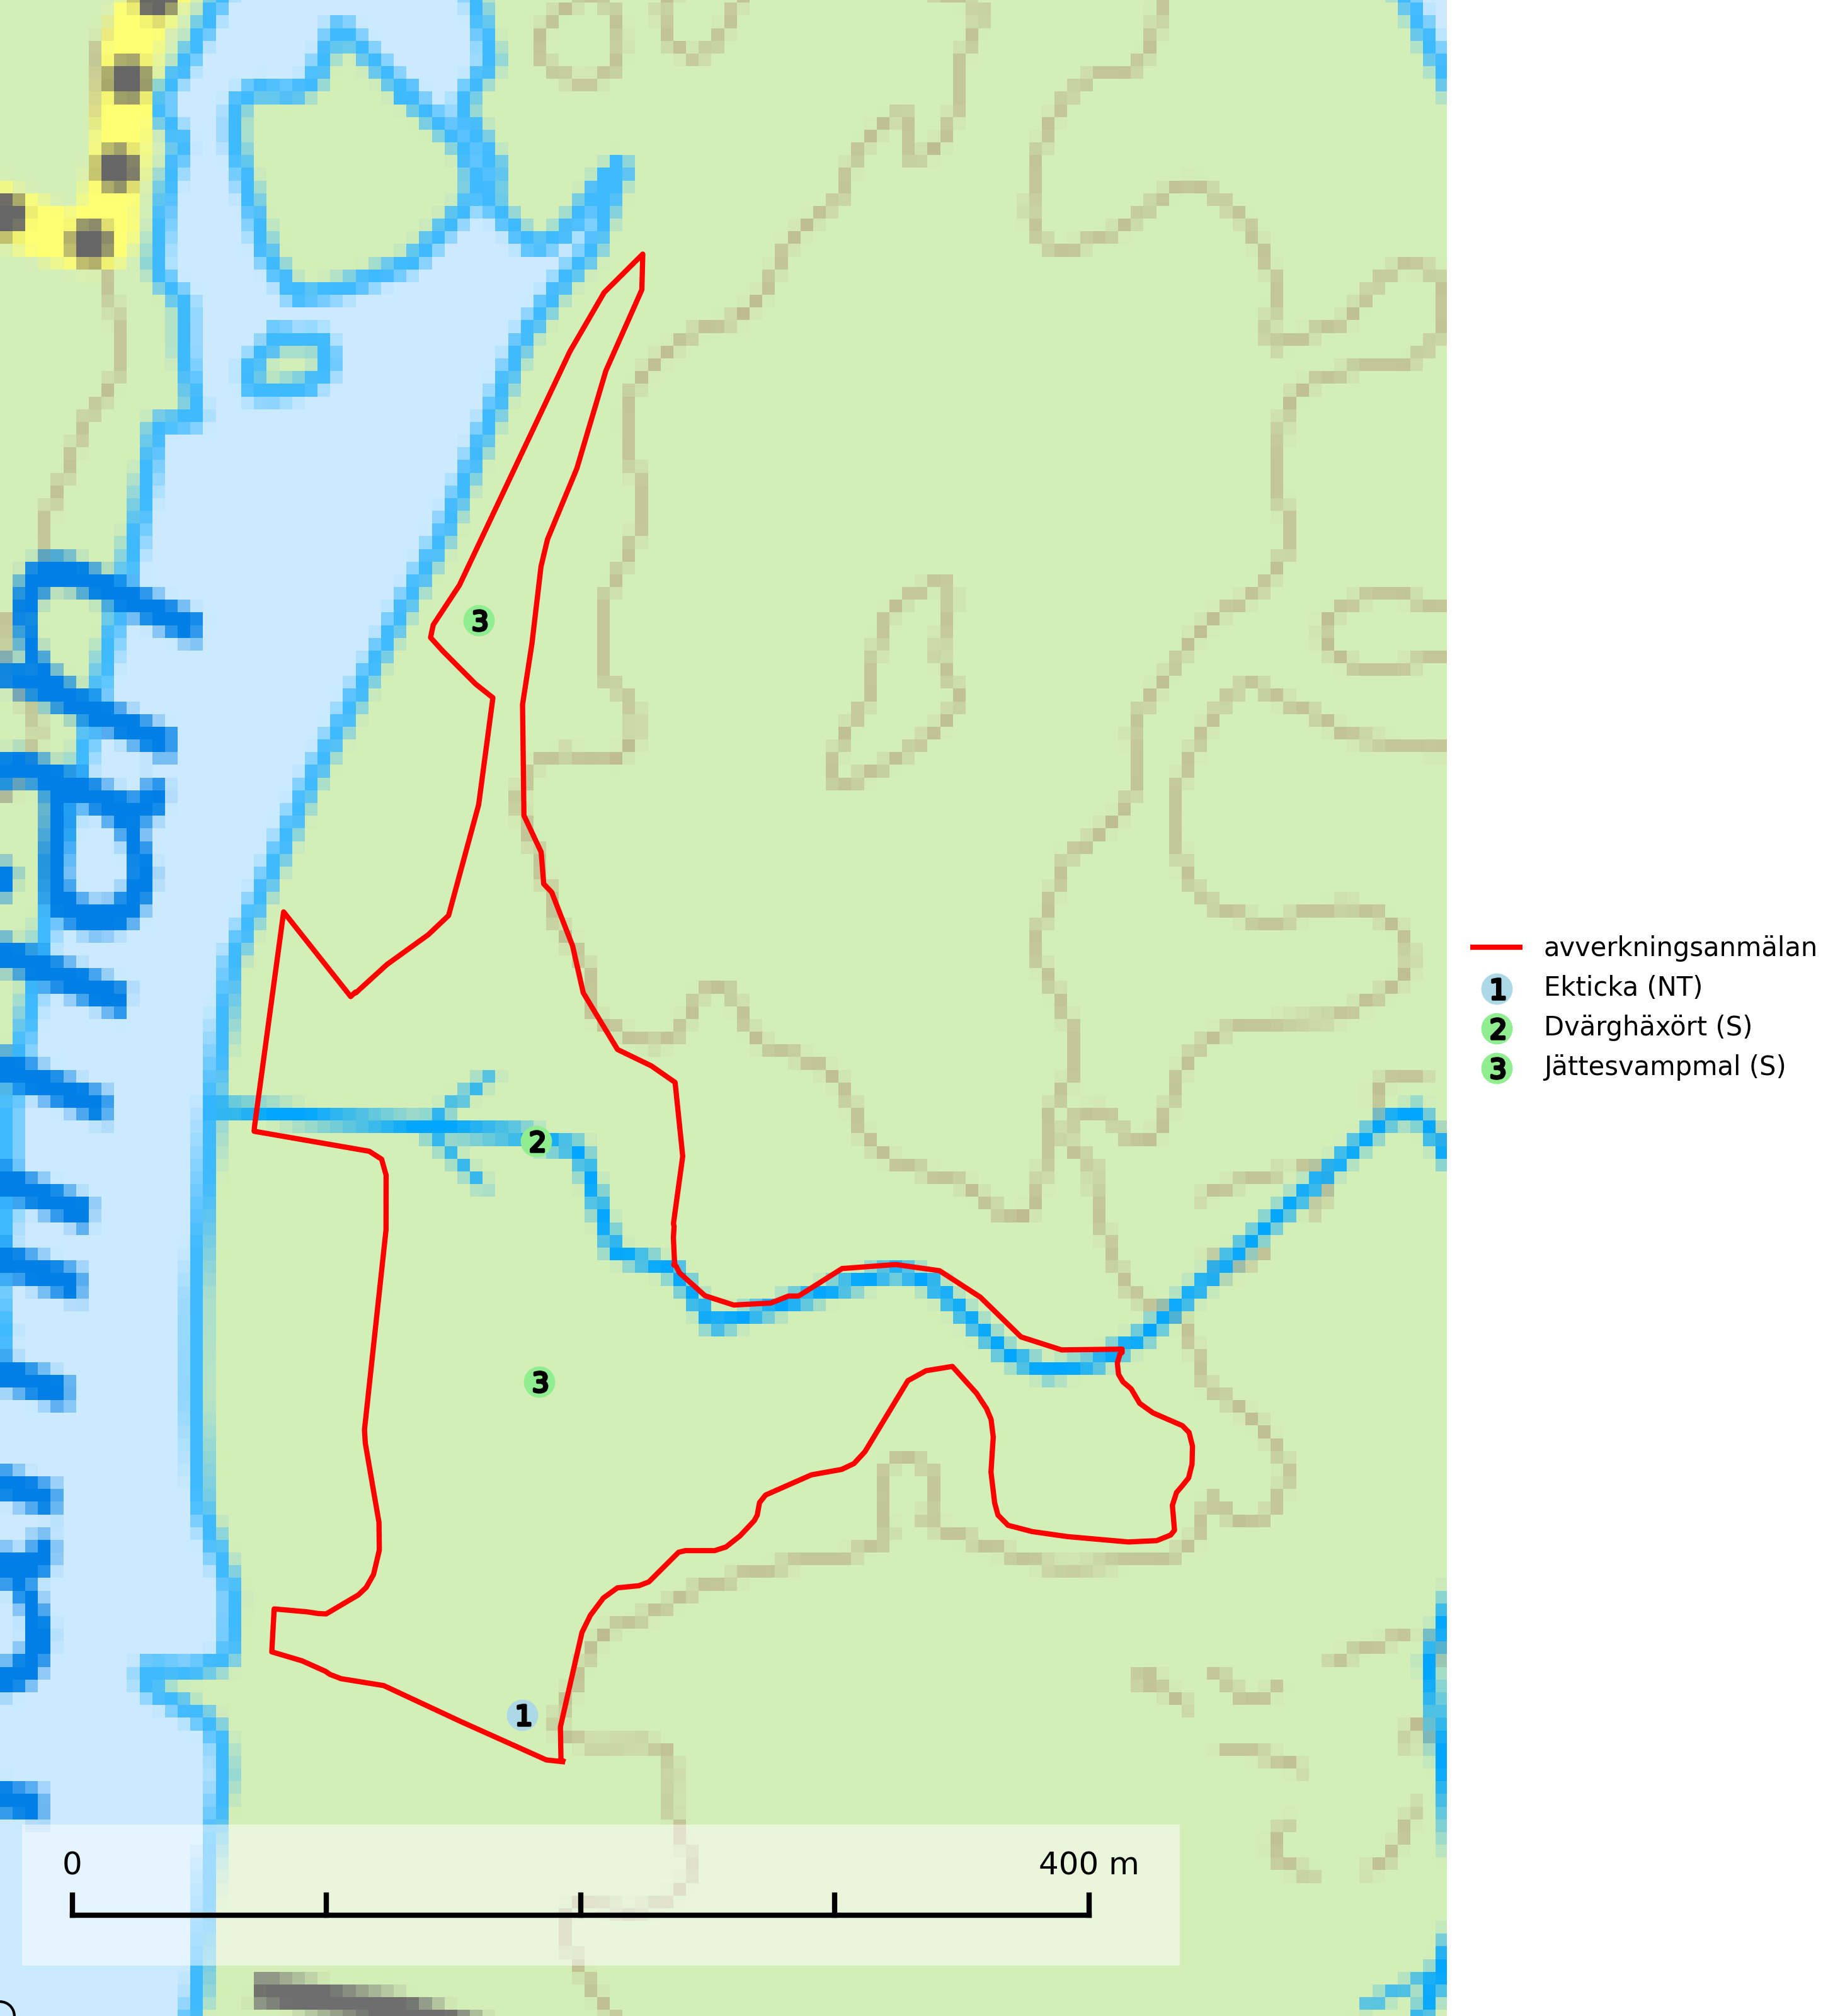 3
2
3
1
0 400 m
avverkningsanmälan
1 Ekticka (NT)
2 Dvärghäxört (S)
3 Jättesvampmal (S)